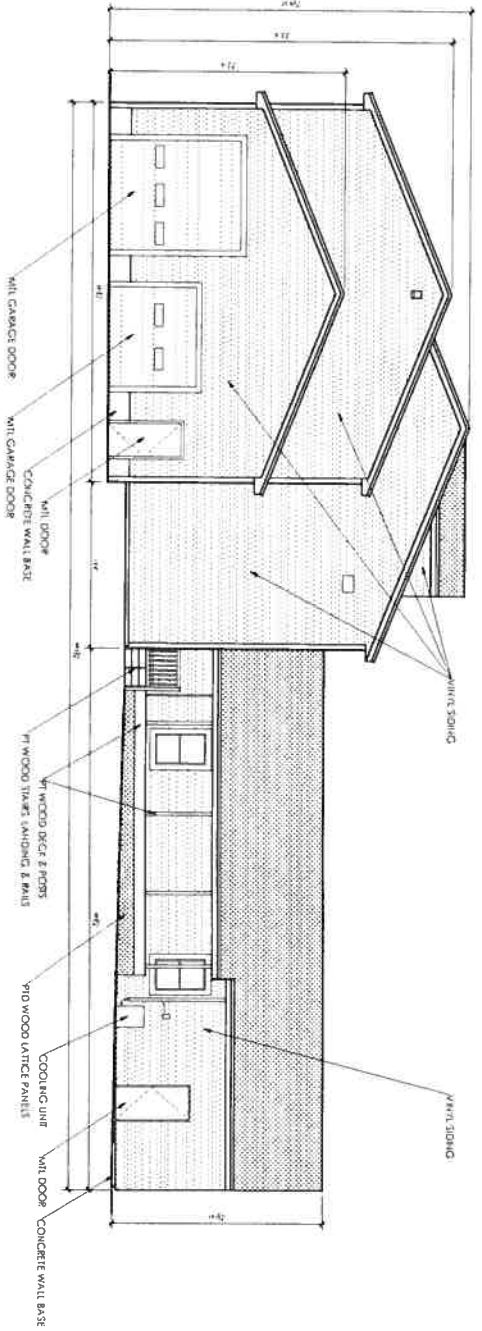 VINYL SIDING
VINYL SIDING
MTL GARAGE DOOR
MTL GARAGE DOOR
CONCRETE WALL BASE
MTL DOOR
PT WOOD STAIRS, LANDING & RAILS
PT WOOD DECK & POSTS
PTD WOOD LATTICE PANELS
COOLING UNIT
MTL DOOR
CONCRETE WALL BASE